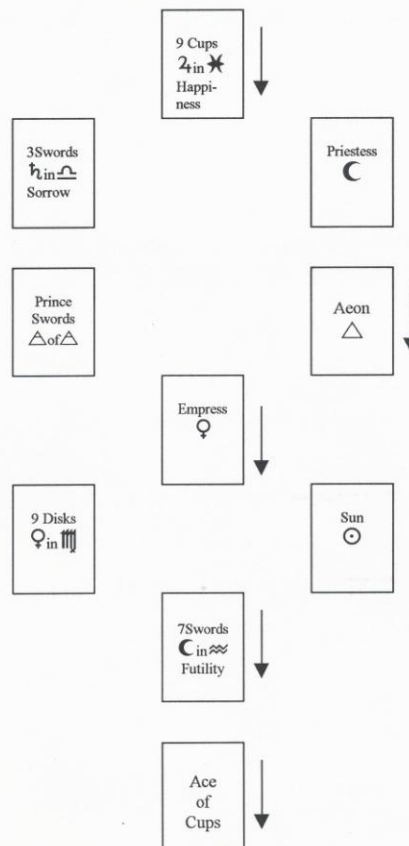 9 Cups
♃in ♓
Happi-
ness
3Swords
♄ in ♎
Sorrow
Priestess
☾
Prince
Swords
🜁of🜁
Aeon
△
Empress
♀
9 Disks
♀in ♍
Sun
☉
7Swords
☾ in ♒
Futility
Ace
of
Cups